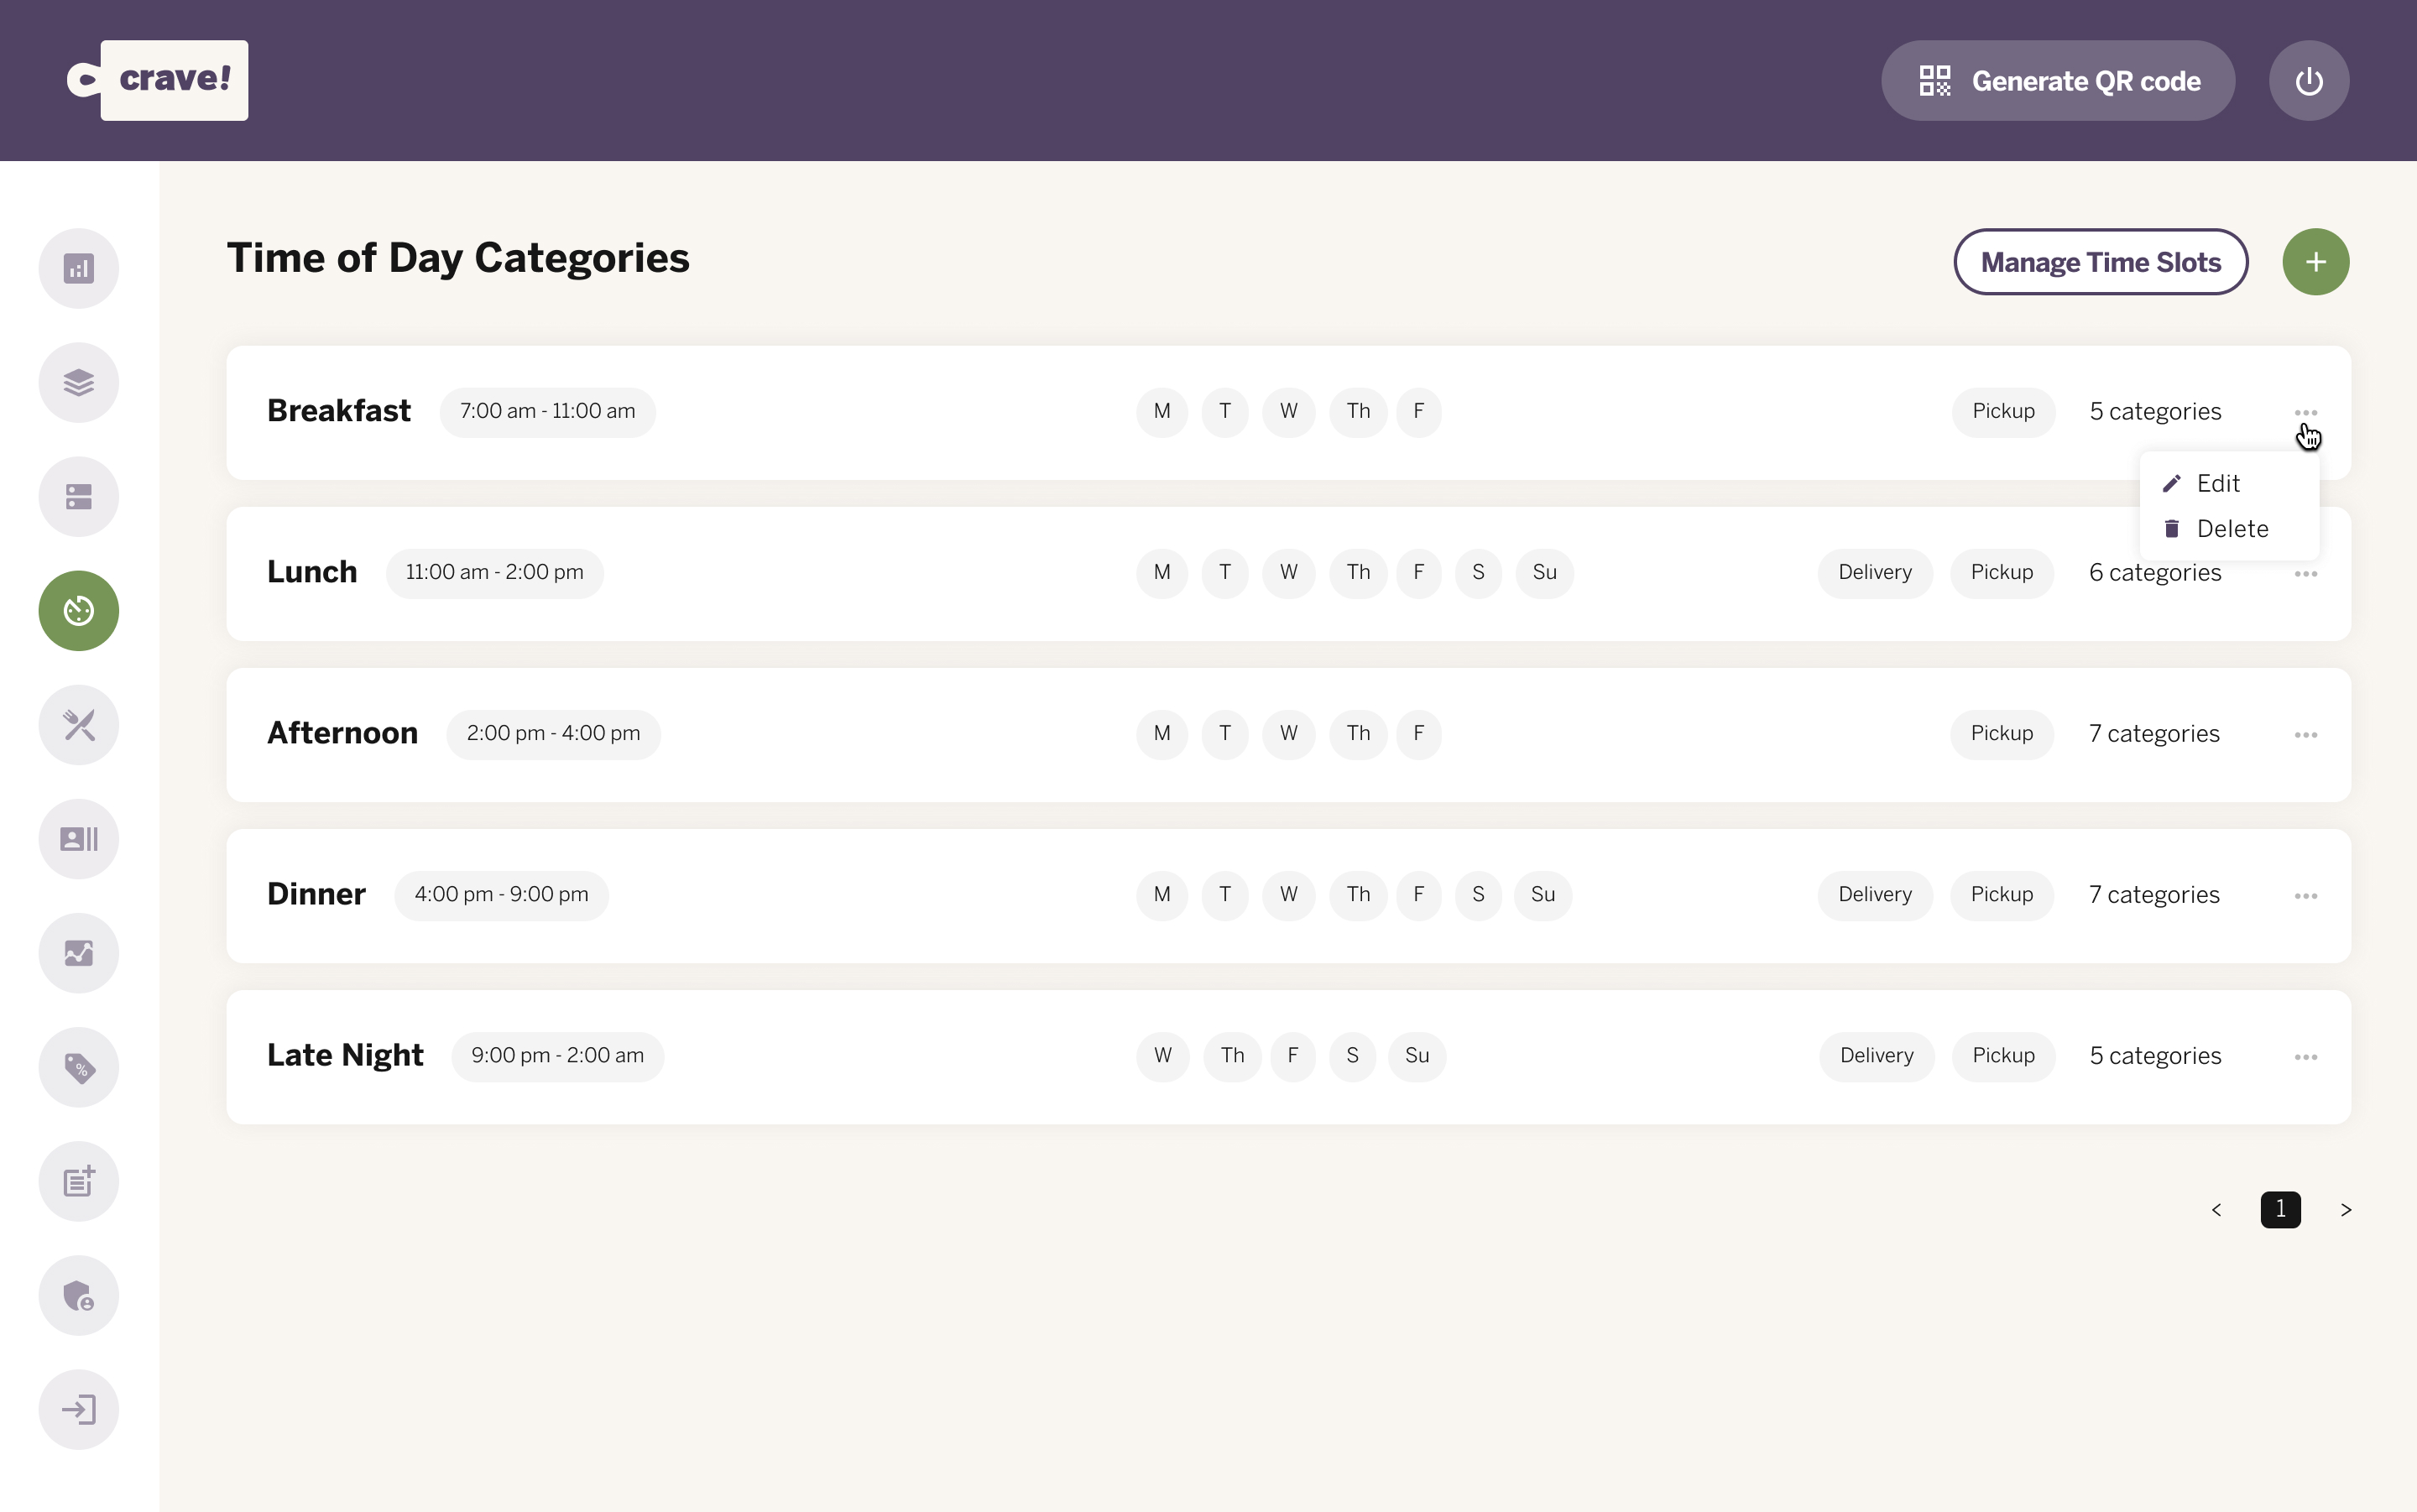 crave!
Generate QR code
Time of Day Categories
Manage Time Slots
+
Breakfast 7:00 am - 11:00 am M T W Th F Pickup 5 categories
Edit
Delete
Lunch 11:00 am - 2:00 pm M T W Th F S Su Delivery Pickup 6 categories
Afternoon 2:00 pm - 4:00 pm M T W Th F Pickup 7 categories
Dinner 4:00 pm - 9:00 pm M T W Th F S Su Delivery Pickup 7 categories
Late Night 9:00 pm - 2:00 am W Th F S Su Delivery Pickup 5 categories
< 1 >